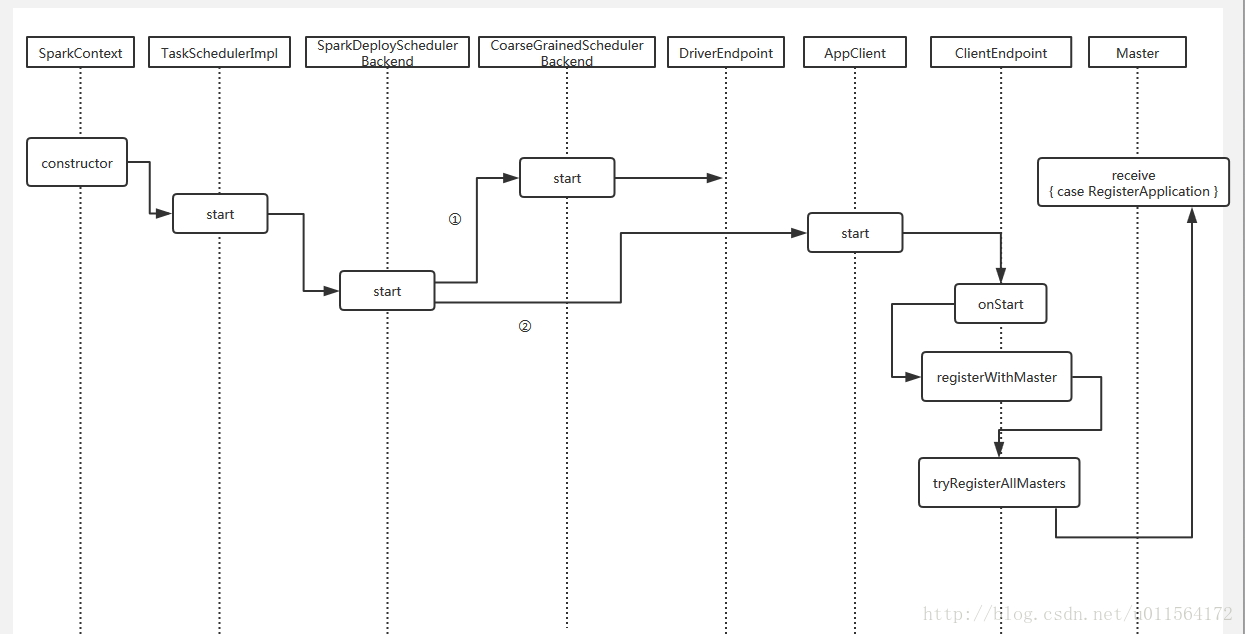 SparkContext
TaskSchedulerImpl
SparkDeployScheduler
Backend
CoarseGrainedScheduler
Backend
DriverEndpoint
AppClient
ClientEndpoint
Master
constructor
start
start
①
②
start
start
onStart
registerWithMaster
tryRegisterAllMasters
receive
{ case RegisterApplication }
http://blog.csdn.net/u011564172